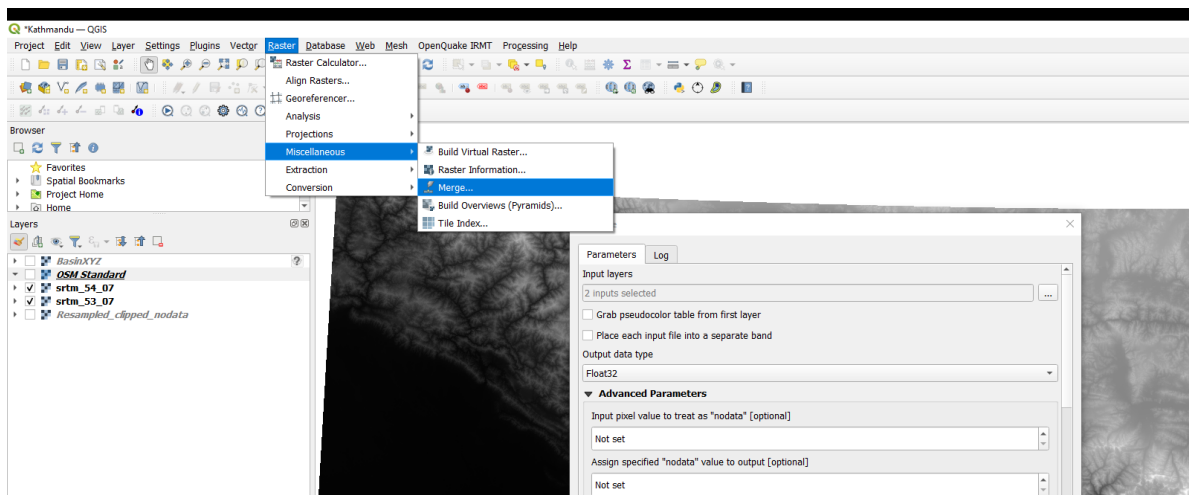 *Kathmandu — QGIS
Project Edit View Layer Settings Plugins Vector Raster Database Web Mesh OpenQuake IRMT Processing Help
Raster Calculator...
Align Rasters...
Georeferencer...
Analysis
Projections
Miscellaneous
Extraction
Conversion
Build Virtual Raster...
Raster Information...
Merge...
Build Overviews (Pyramids)...
Tile Index...
Browser
Favorites
Spatial Bookmarks
Project Home
Home
Layers
BasinXYZ
OSM Standard
srtm_54_07
srtm_53_07
Resampled_clipped_nodata
Parameters Log
Input layers
2 inputs selected
...
Grab pseudocolor table from first layer
Place each input file into a separate band
Output data type
Float32
Advanced Parameters
Input pixel value to treat as "nodata" [optional]
Not set
Assign specified "nodata" value to output [optional]
Not set